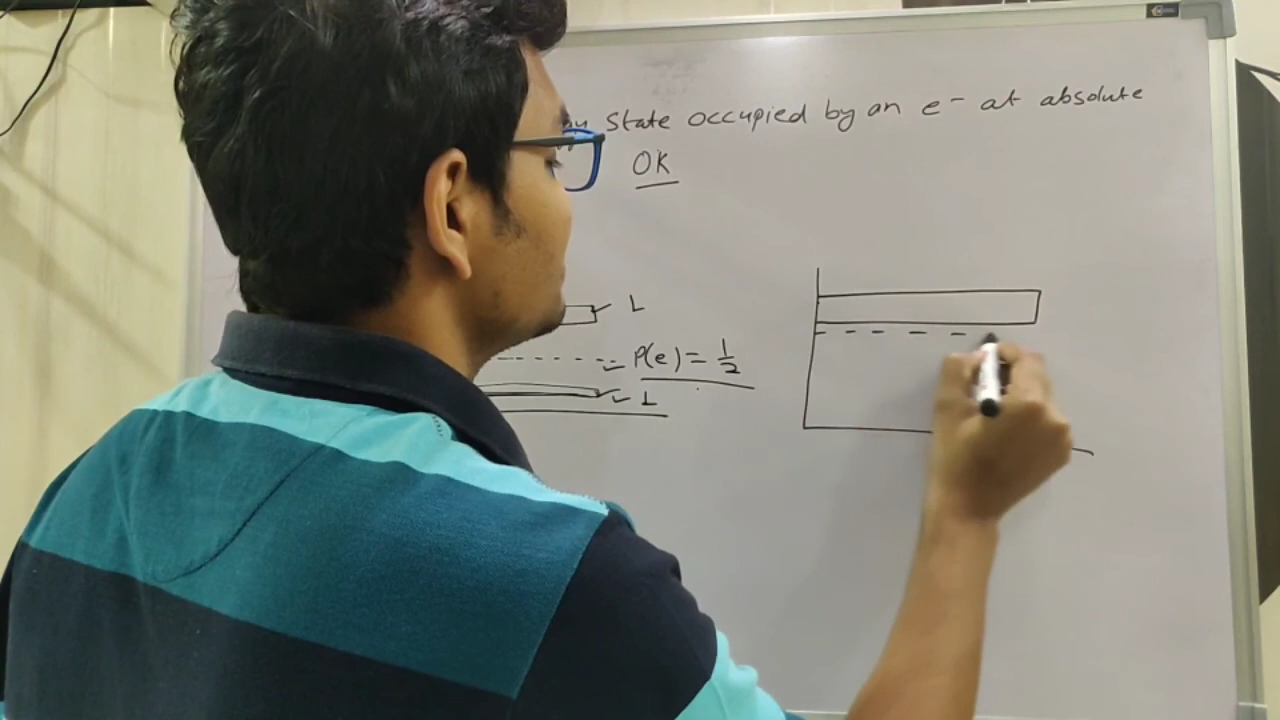 State occupied by an e- at absolute
OK
L
P(e) = 1/2
L